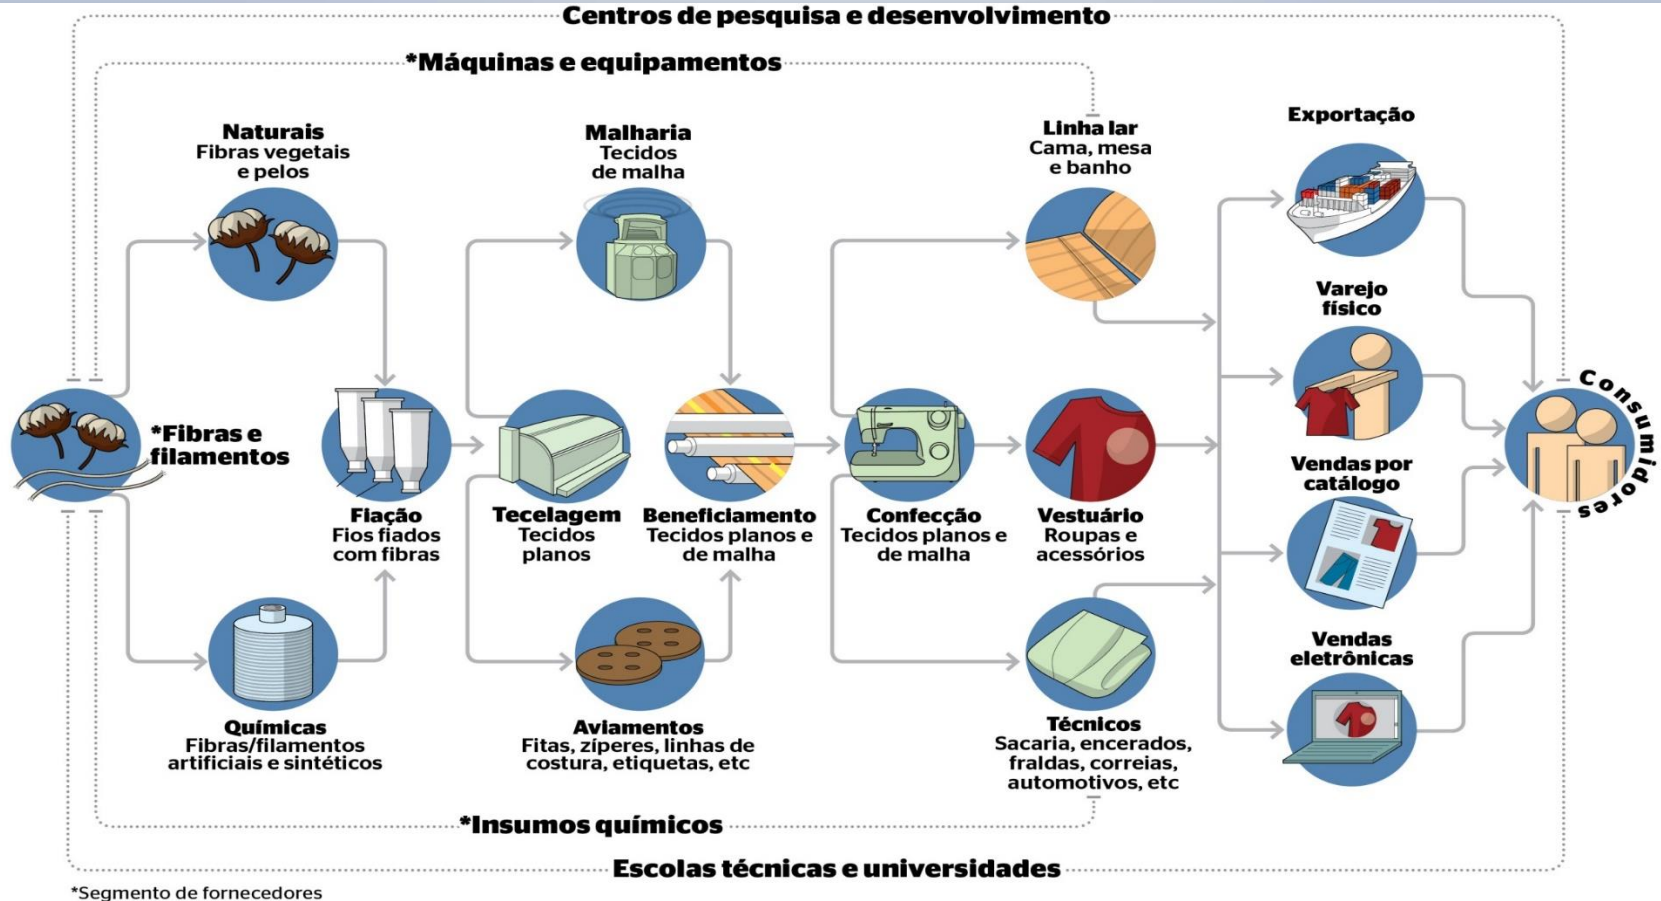 Centros de pesquisa e desenvolvimento
*Máquinas e equipamentos
Naturais
Fibras vegetais
e pelos
Malharia
Tecidos
de malha
Linha lar
Cama, mesa
e banho
Exportação
Varejo
físico
*Fibras e
filamentos
Fiação
Fios fiados
com fibras
Tecelagem
Tecidos
planos
Beneficiamento
Tecidos planos e
de malha
Confecção
Tecidos planos e
de malha
Vestuário
Roupas e
acessórios
Vendas por
catálogo
Consumidores
Químicas
Fibras/filamentos
artificiais e sintéticos
Aviamentos
Fitas, zíperes, linhas de
costura, etiquetas, etc
Técnicos
Sacaria, encerados,
fraldas, correias,
automotivos, etc
Vendas
eletrônicas
*Insumos químicos
Escolas técnicas e universidades
*Segmento de fornecedores